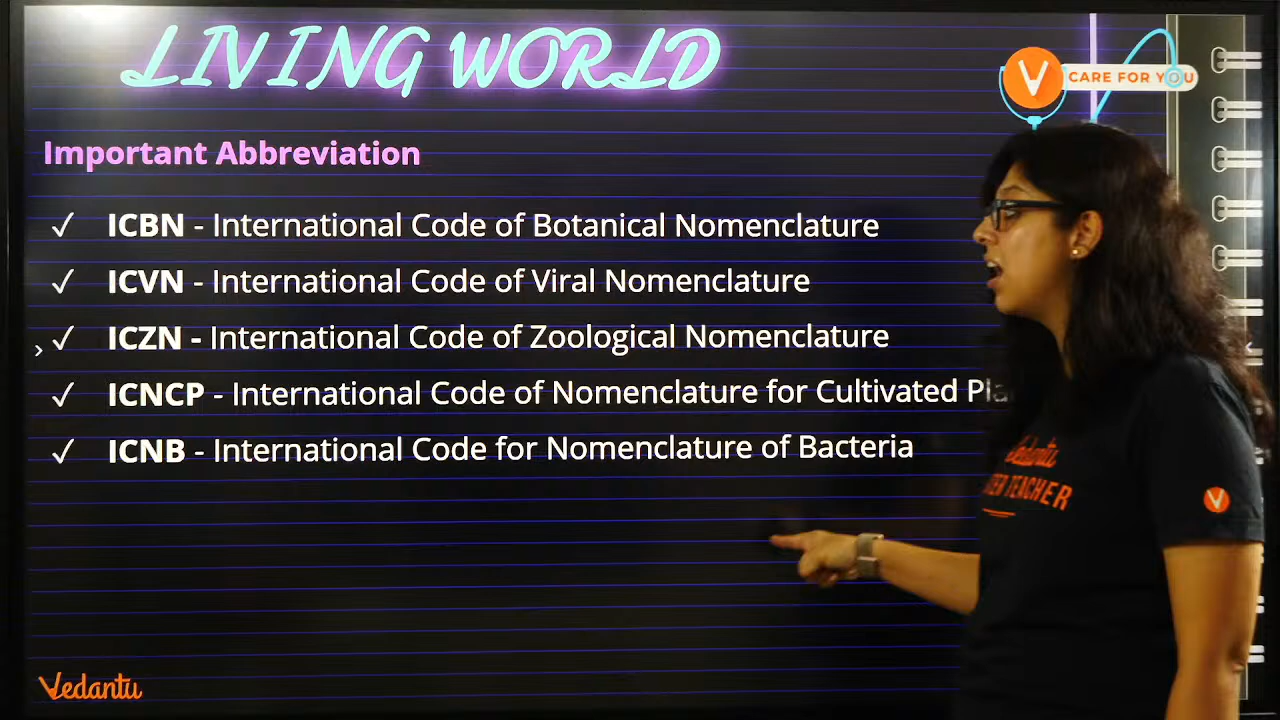 LIVING WORLD
CARE FOR YOU
Important Abbreviation
✓ ICBN - International Code of Botanical Nomenclature
✓ ICVN - International Code of Viral Nomenclature
✓ ICZN - International Code of Zoological Nomenclature
✓ ICNCP - International Code of Nomenclature for Cultivated
✓ ICNB - International Code for Nomenclature of Bacteria
Vedantu
TEACHER
Vedantu